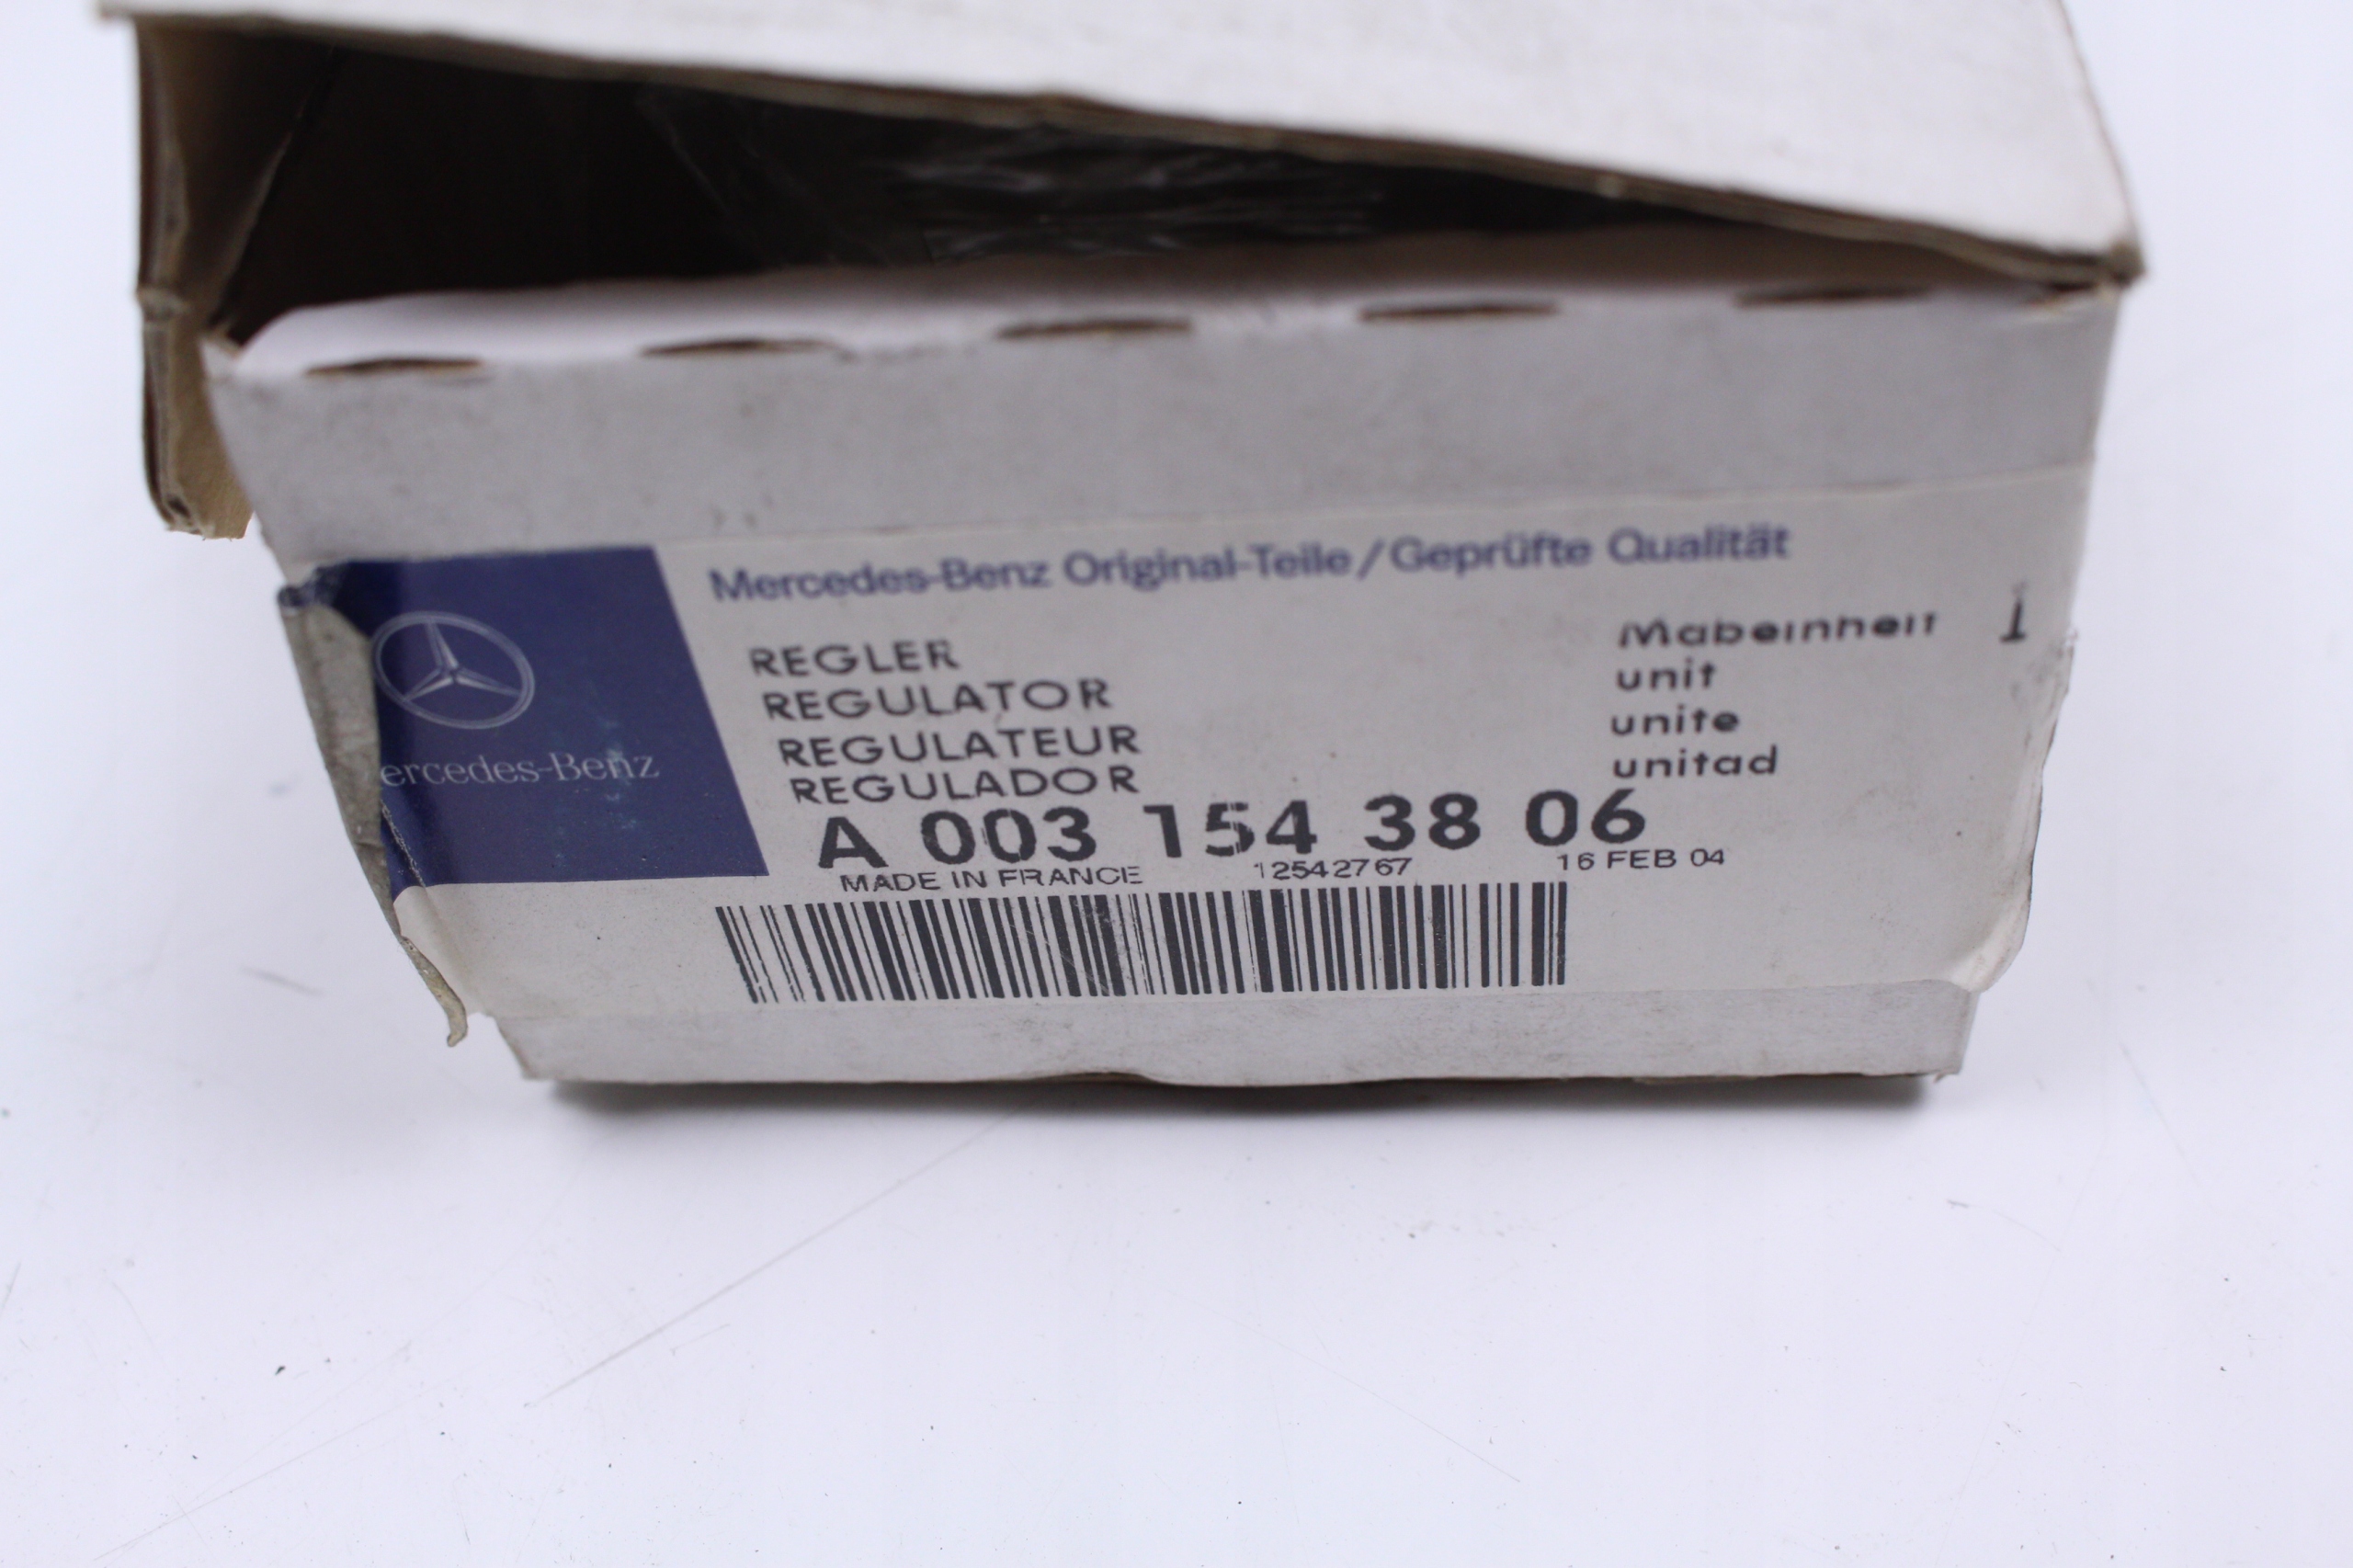 Mercedes-Benz Original-Teile/Geprüfte Qualität
REGLER
REGULATOR
REGULATEUR
REGULADOR
Mabeinheit 1
unit
unite
unitad
A 003 154 38 06
MADE IN FRANCE 12542767 16 FEB 04
ercedes-Benz